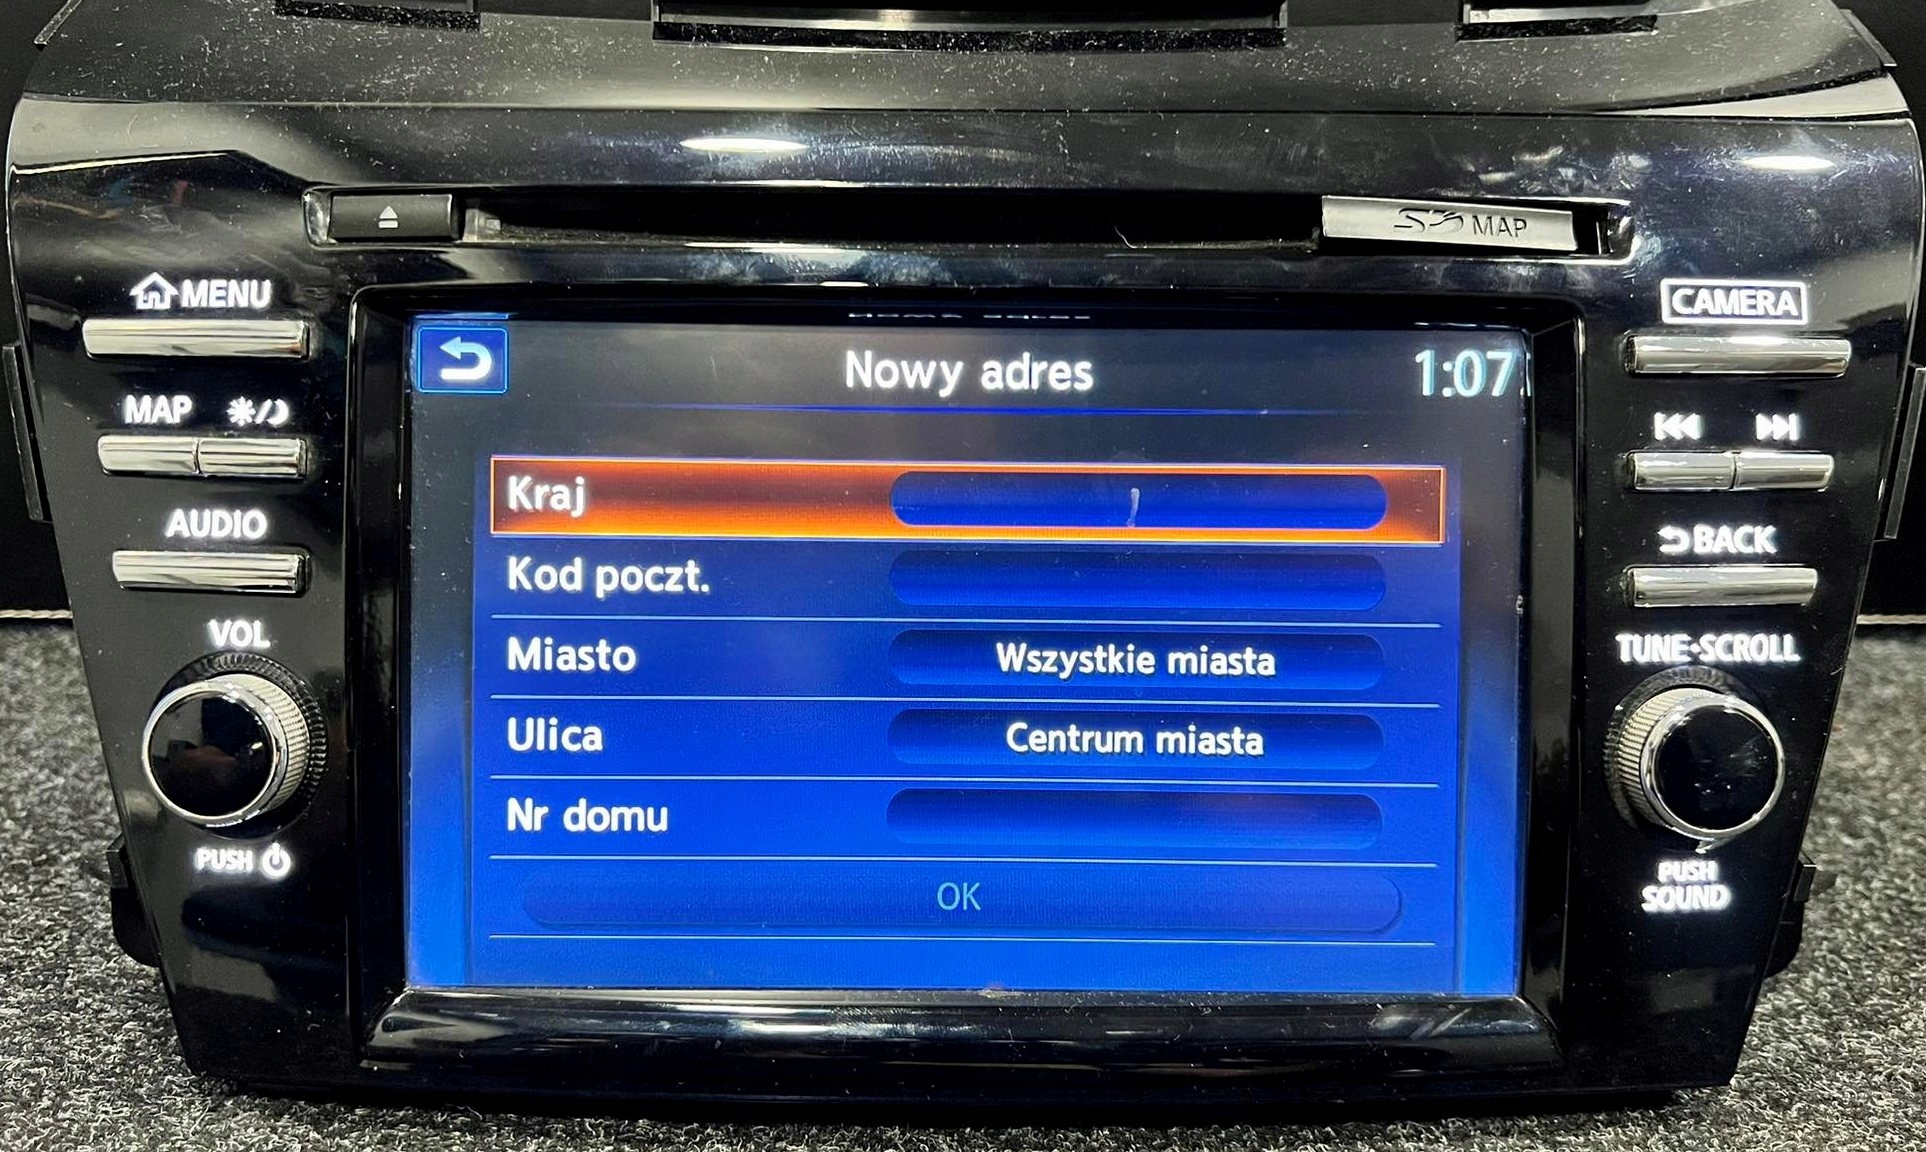 SD MAP
MENU
CAMERA
Nowy adres
1:07
MAP
Kraj
Kod poczt.
AUDIO
BACK
Miasto Wszystkie miasta
VOL
TUNE·SCROLL
Ulica Centrum miasta
Nr domu
PUSH
PUSH
SOUND
OK